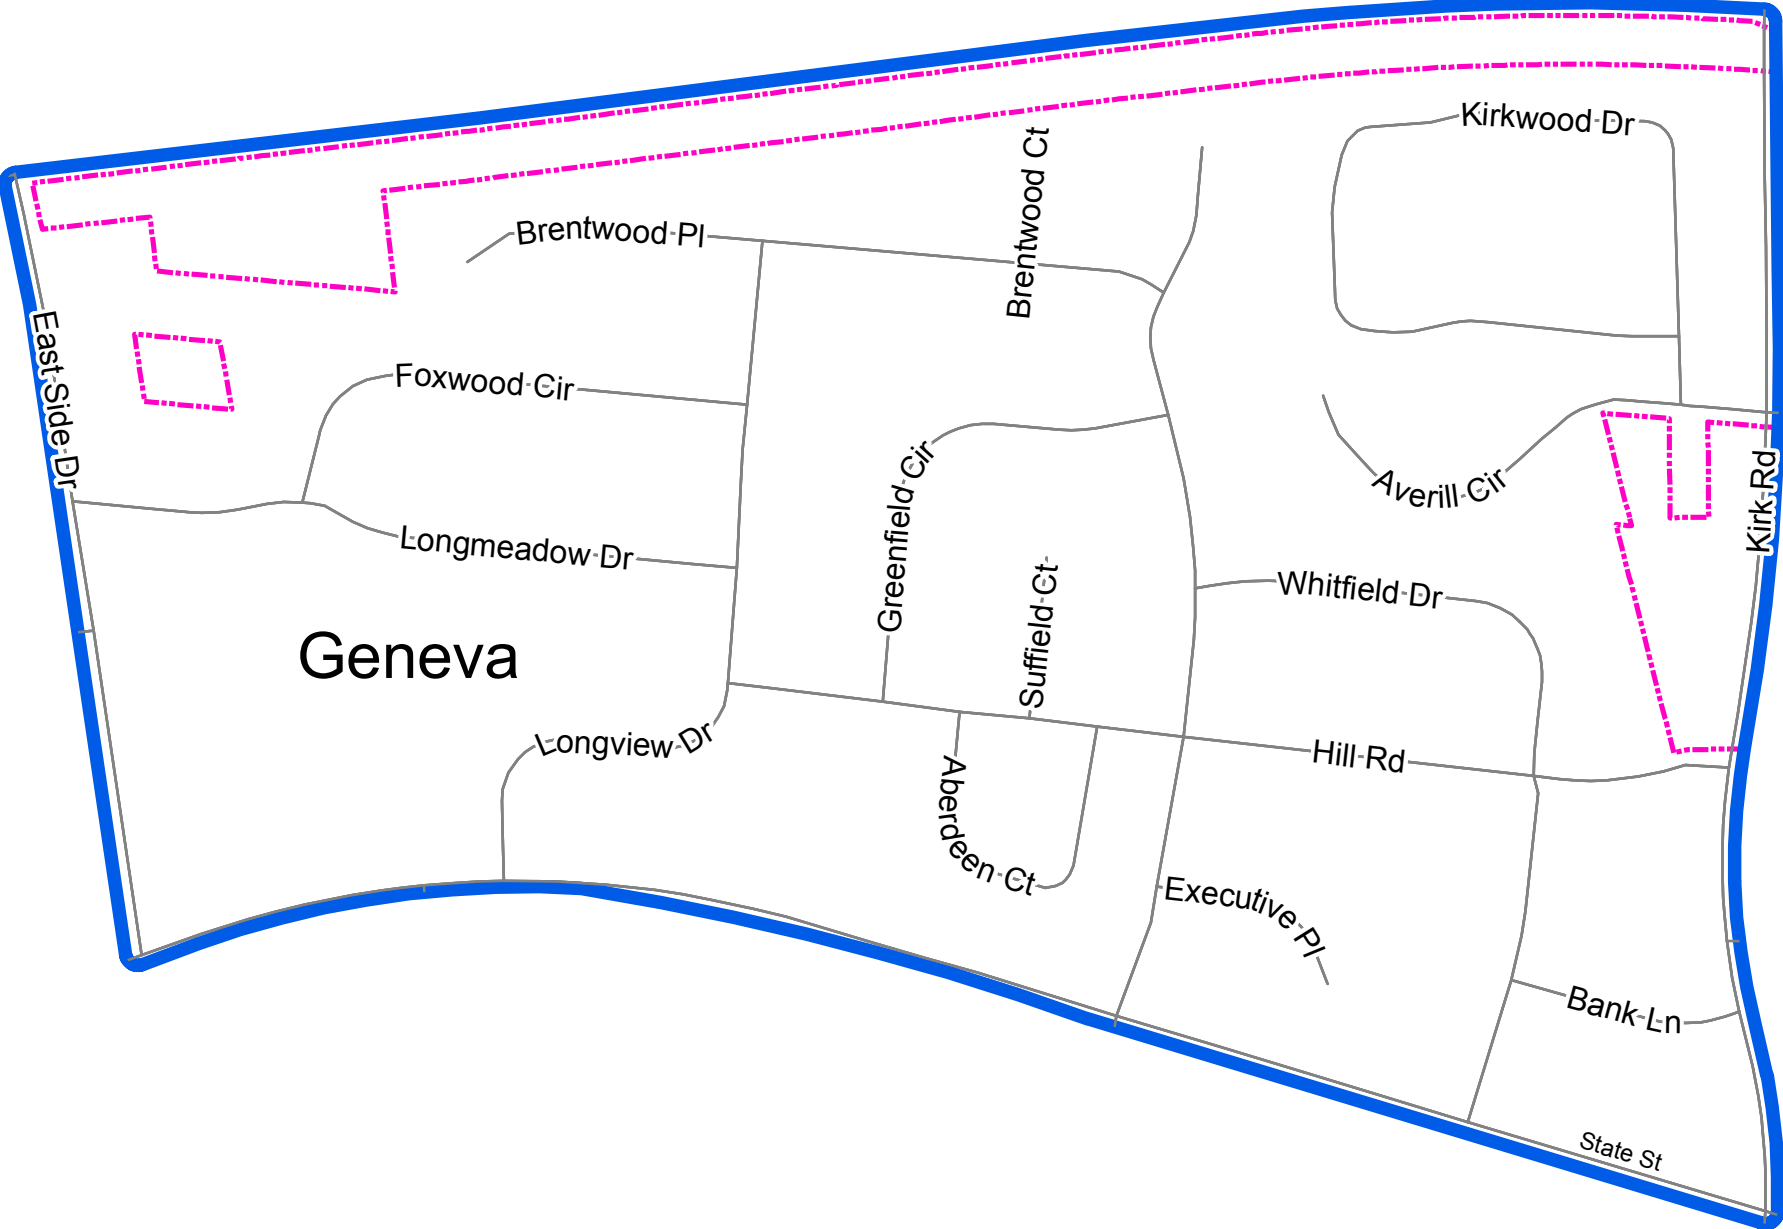 Kirkwood Dr
Brentwood Ct
Brentwood Pl
East Side Dr
Foxwood Cir
Greenfield Cir
Averill Cir
Kirk Rd
Longmeadow Dr
Suffield Ct
Whitfield Dr
Geneva
Longview Dr
Hill Rd
Aberdeen Ct
Executive Pl
Bank Ln
State St